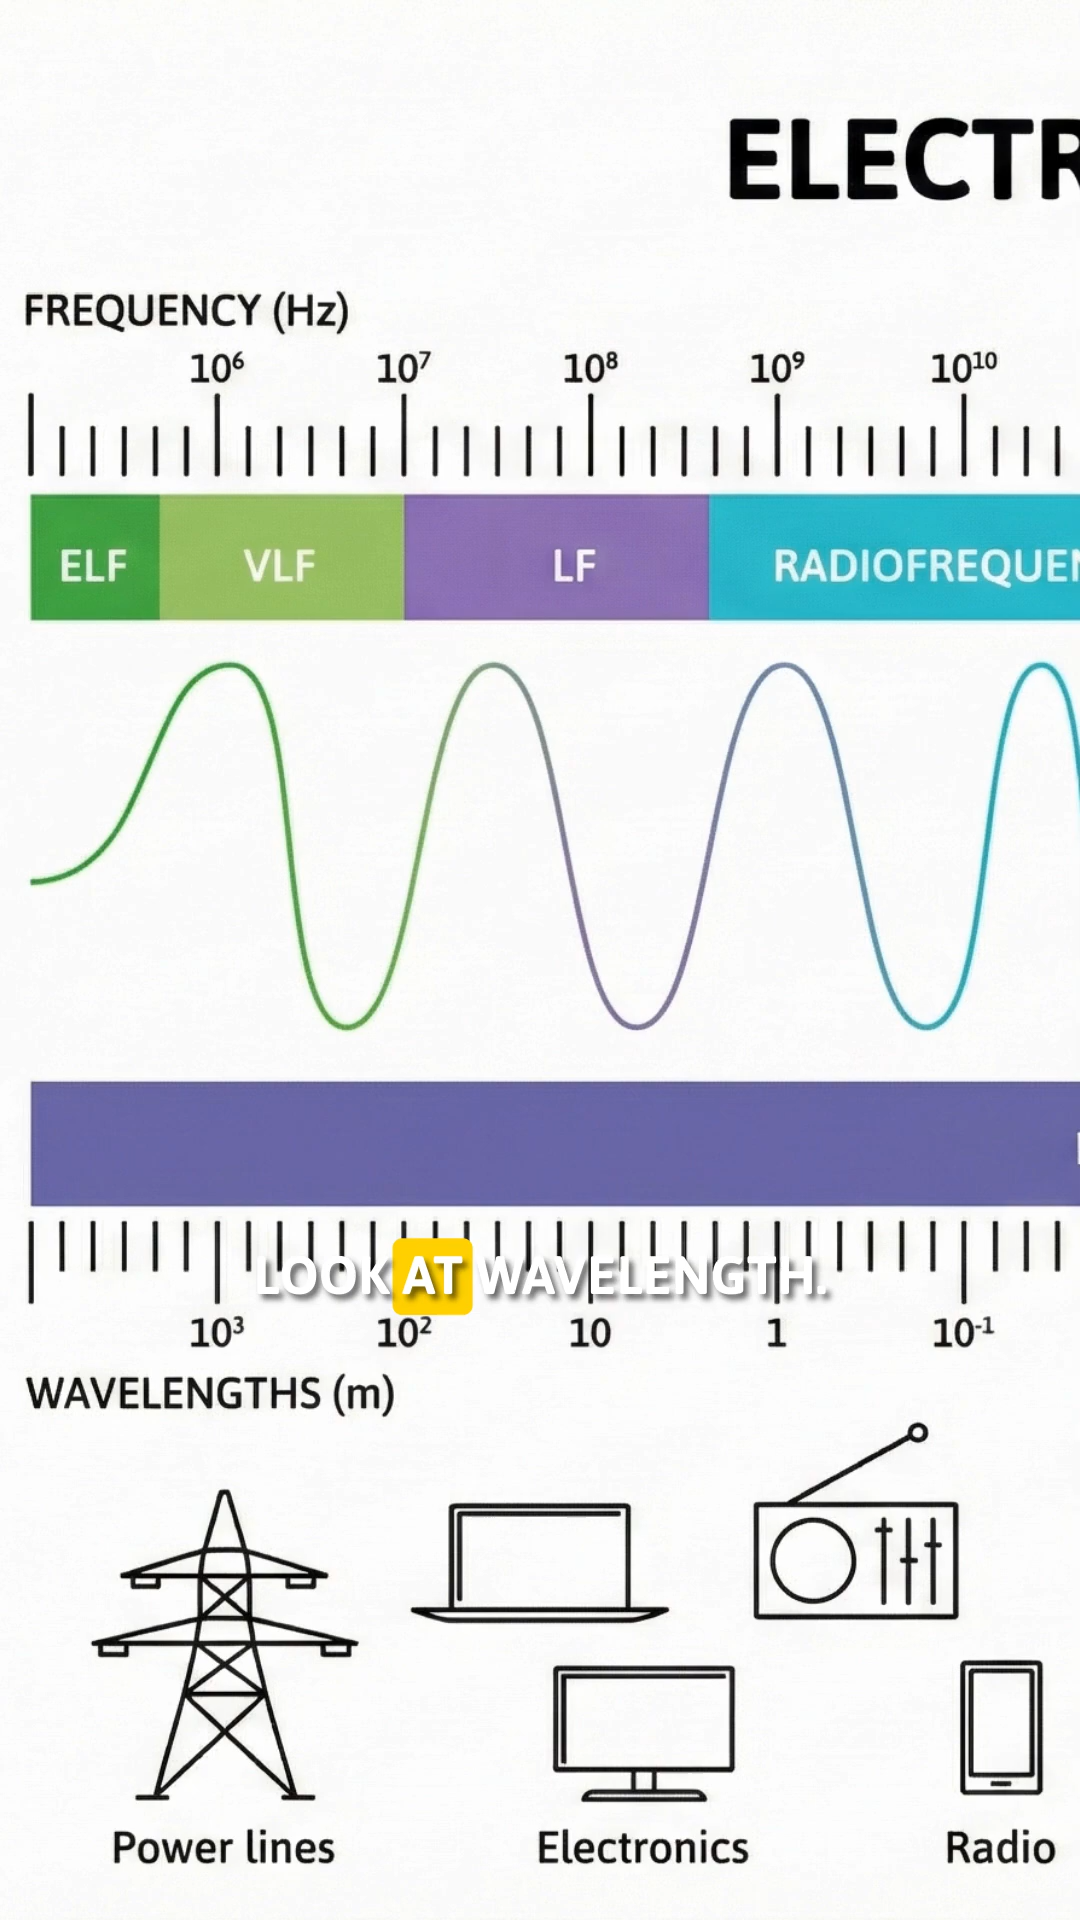 ELECTR
FREQUENCY (Hz)
10⁶ 10⁷ 10⁸ 10⁹ 10¹⁰
ELF VLF LF RADIOFREQUEN
LOOK AT WAVELENGTH.
10³ 10² 10 1 10⁻¹
WAVELENGTHS (m)
Power lines Electronics Radio